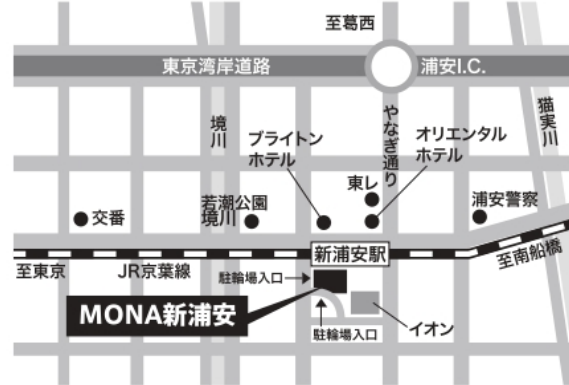 至葛西
東京湾岸道路
浦安I.C.
境川
ブライトン
ホテル
やなぎ通り
オリエンタル
ホテル
猫実川
東レ
若潮公園
境川
浦安警察
交番
新浦安駅
至東京
JR京葉線
至南船橋
駐輪場入口
MONA新浦安
イオン
駐輪場入口